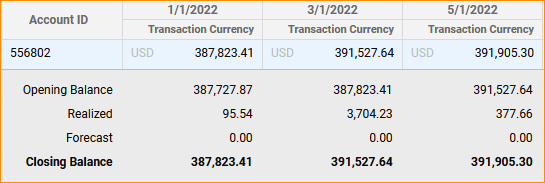 Account ID 1/1/2022 3/1/2022 5/1/2022
Transaction Currency Transaction Currency Transaction Currency
556802 USD 387,823.41 USD 391,527.64 USD 391,905.30
Opening Balance 387,727.87 387,823.41 391,527.64
Realized 95.54 3,704.23 377.66
Forecast 0.00 0.00 0.00
Closing Balance 387,823.41 391,527.64 391,905.30